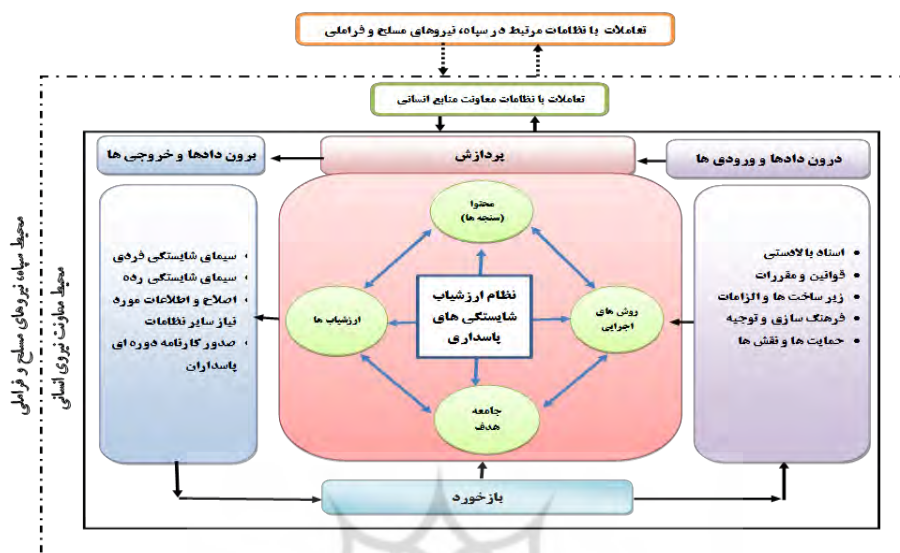 تعاملات با نظامات مرتبط در سپاه، نیروهای مسلح و فراملی
تعاملات با نظامات معاونت منابع انسانی
درون دادها و ورودی ها
پردازش
برون دادها و خروجی ها
اسناد بالادستی
قوانین و مقررات
زیر ساخت ها و الزامات
فرهنگ سازی و توجیه
حمایت ها و نقش ها
محتوا
(سنجه ها)
روش های
اجرایی
نظام ارزشیاب
شایستگی های
پاسداری
ارزشیاب ها
جامعه
هدف
سیمای شایستگی فردی
سیمای شایستگی رده
اصلاح و اطلاعات مورد
نیاز سایر نظامات
صدور کارنامه دوره ای
پاسداران
بازخورد
محیط معاونت نیروی انسانی
محیط سپاه، نیروهای مسلح و فراملی